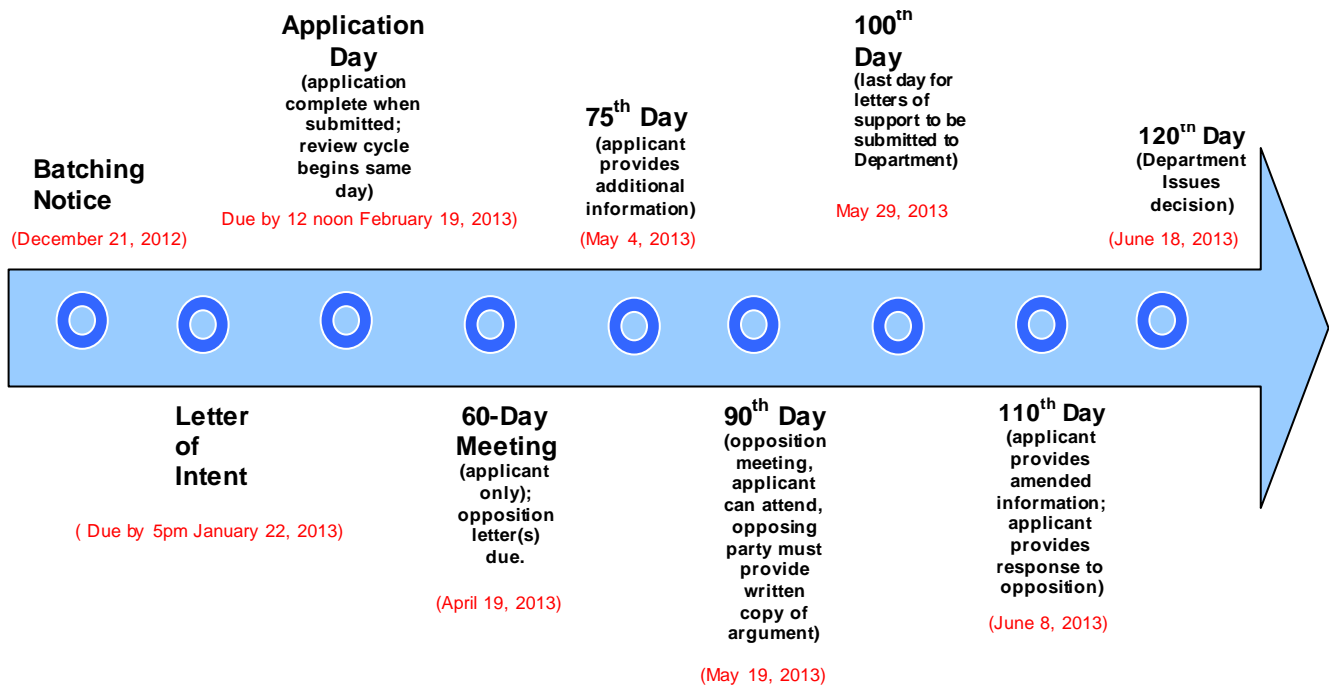 Batching
Notice
(December 21, 2012)
Letter
of
Intent
( Due by 5pm January 22, 2013)
Application
Day
(application
complete when
submitted;
review cycle
begins same
day)
Due by 12 noon February 19, 2013)
60-Day
Meeting
(applicant
only);
opposition
letter(s)
due.
(April 19, 2013)
75th Day
(applicant
provides
additional
information)
(May 4, 2013)
90th Day
(opposition
meeting,
applicant
can attend,
opposing
party must
provide
written
copy of
argument)
(May 19, 2013)
100th
Day
(last day for
letters of
support to be
submitted to
Department)
May 29, 2013
110th Day
(applicant
provides
amended
information;
applicant
provides
response to
opposition)
(June 8, 2013)
120th Day
(Department
Issues
decision)
(June 18, 2013)